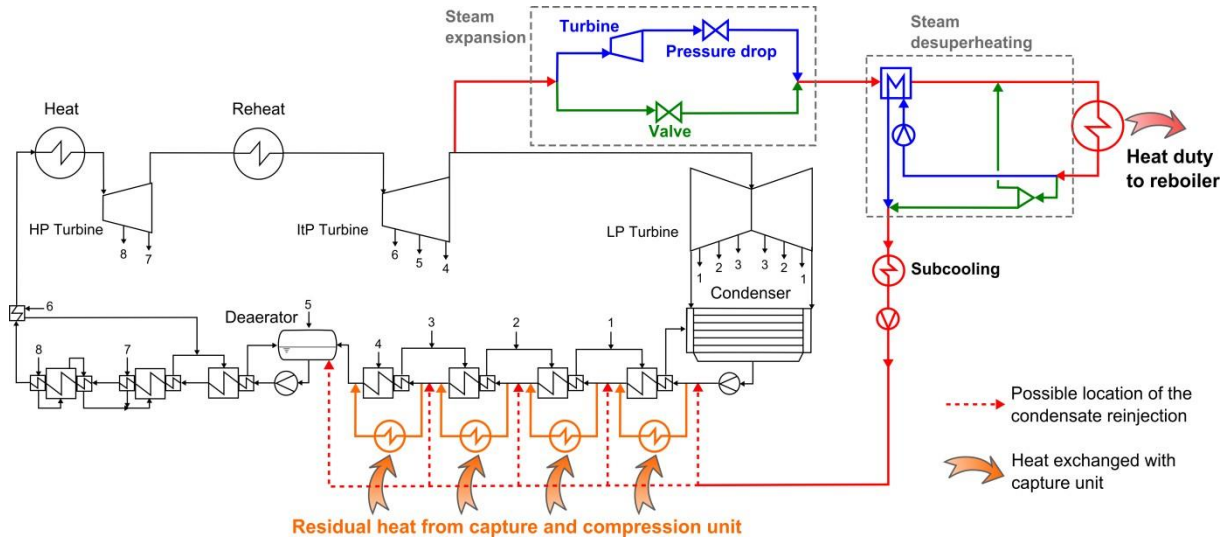 Steam
expansion
Turbine
Pressure drop
Valve
Steam
desuperheating
Heat
Reheat
Heat duty
to reboiler
HP Turbine
ItP Turbine
LP Turbine
8
7
6
5
4
1
2
3
3
2
1
Condenser
Subcooling
6
Deaerator
5
3
2
1
8
7
4
Possible location of the
condensate reinjection
Heat exchanged with
capture unit
Residual heat from capture and compression unit